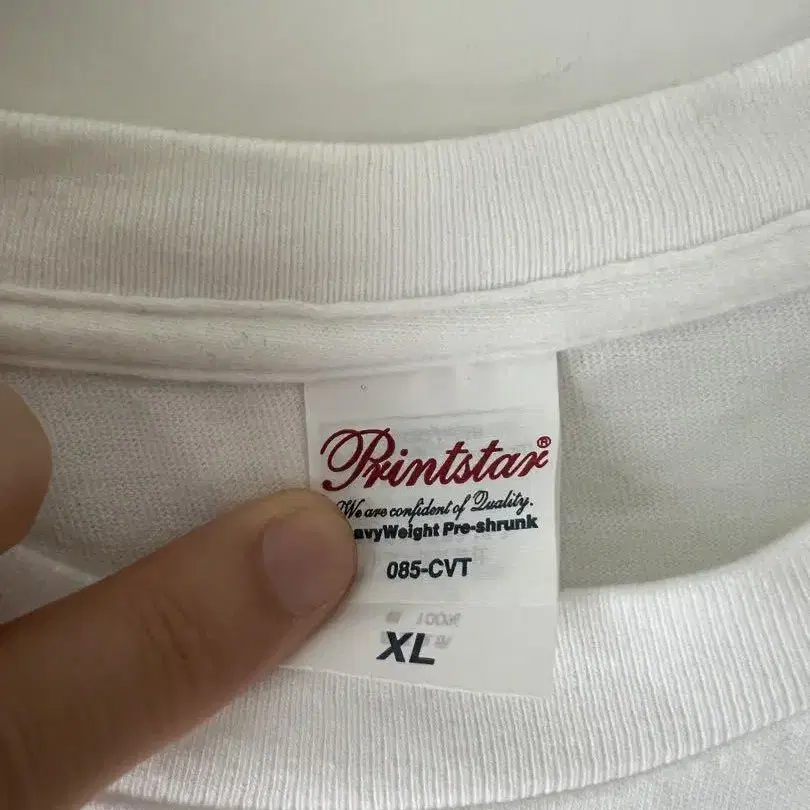 Printstar®
We are confident of Quality.
avyWeight Pre-shrunk
085-CVT
XL